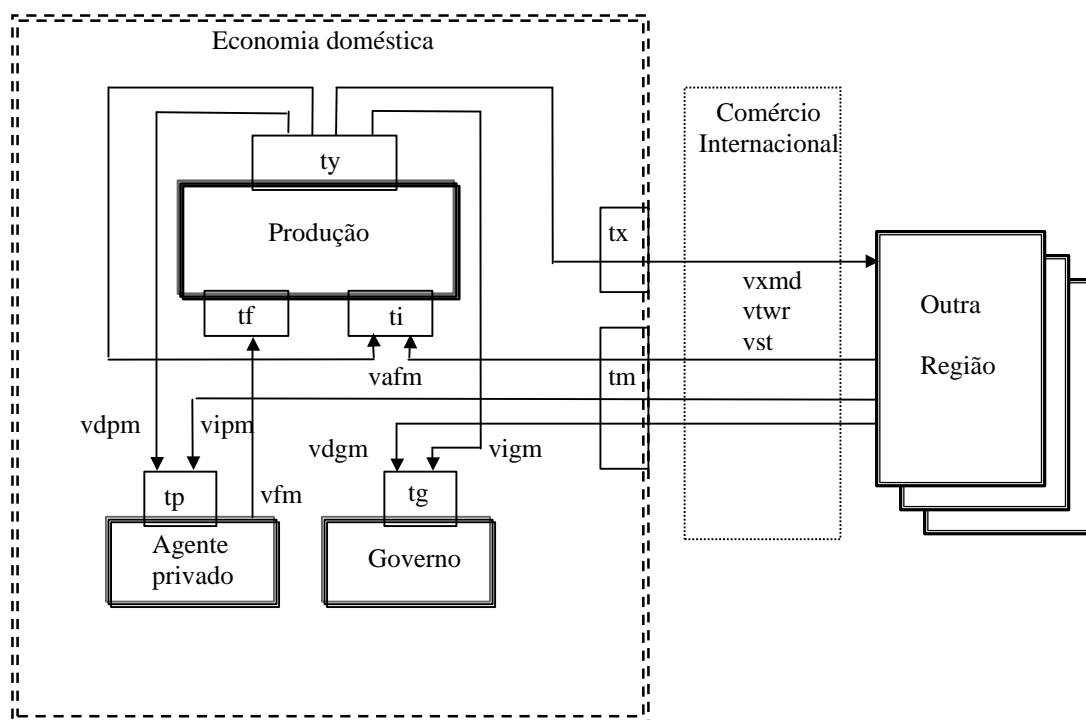 Economia doméstica
Comércio
Internacional
ty
Produção
tx
tf
ti
vxmd
vtwr
vst
Outra
Região
vafm
tm
vdpm
vipm
vdgm
vigm
tp
vfm
tg
Agente
privado
Governo